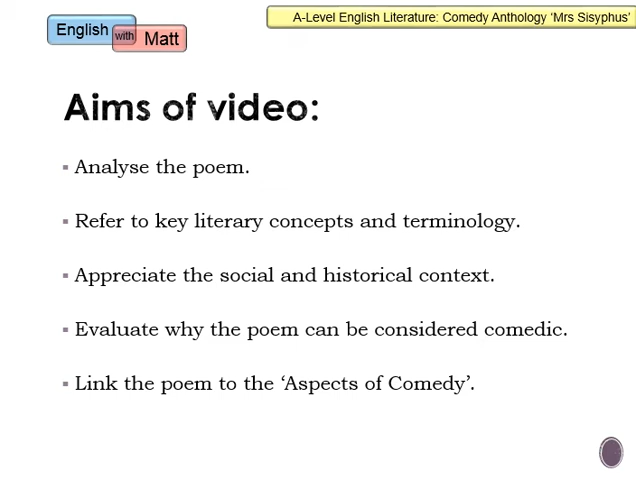 A-Level English Literature: Comedy Anthology 'Mrs Sisyphus'
English with Matt
Aims of video:
▪ Analyse the poem.
▪ Refer to key literary concepts and terminology.
▪ Appreciate the social and historical context.
▪ Evaluate why the poem can be considered comedic.
▪ Link the poem to the ‘Aspects of Comedy’.